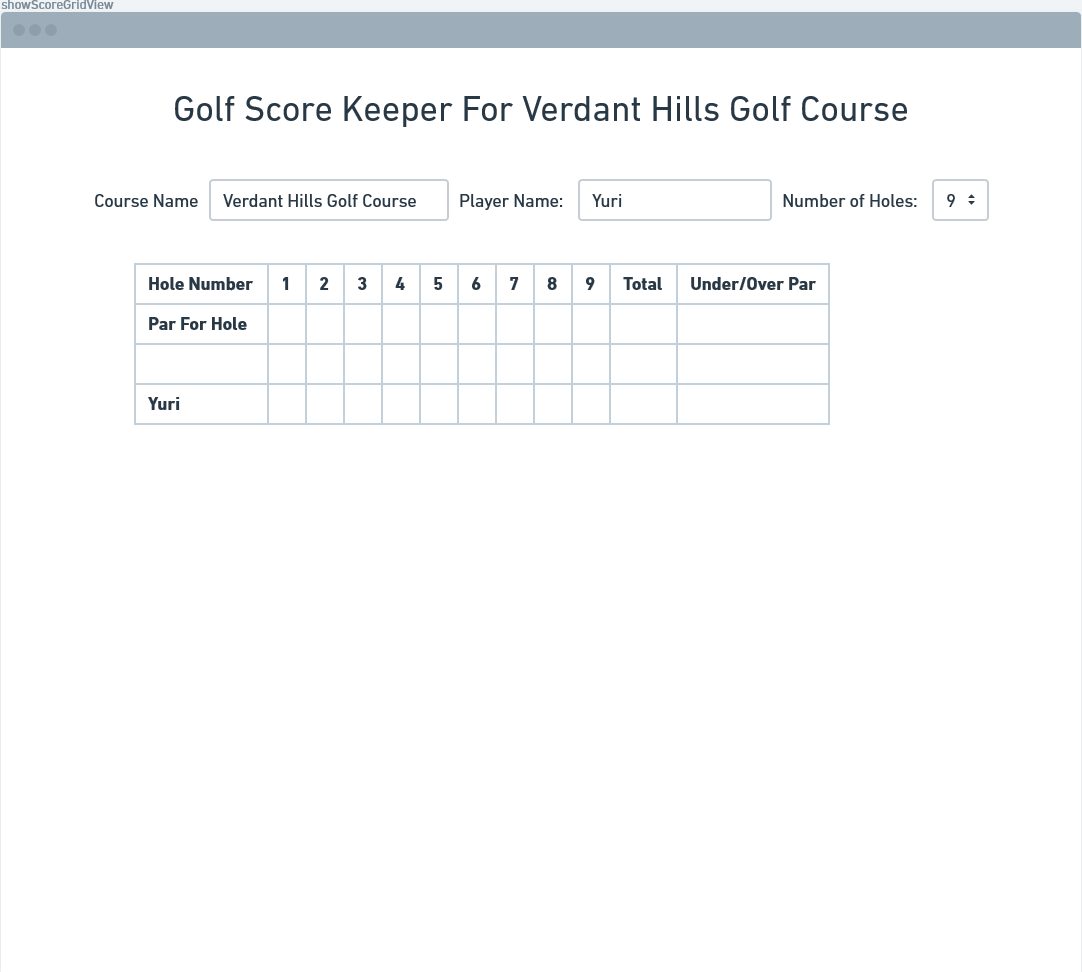 showScoreGridView
Golf Score Keeper For Verdant Hills Golf Course
Course Name Verdant Hills Golf Course Player Name: Yuri Number of Holes: 9
Hole Number 1 2 3 4 5 6 7 8 9 Total Under/Over Par
Par For Hole
Yuri